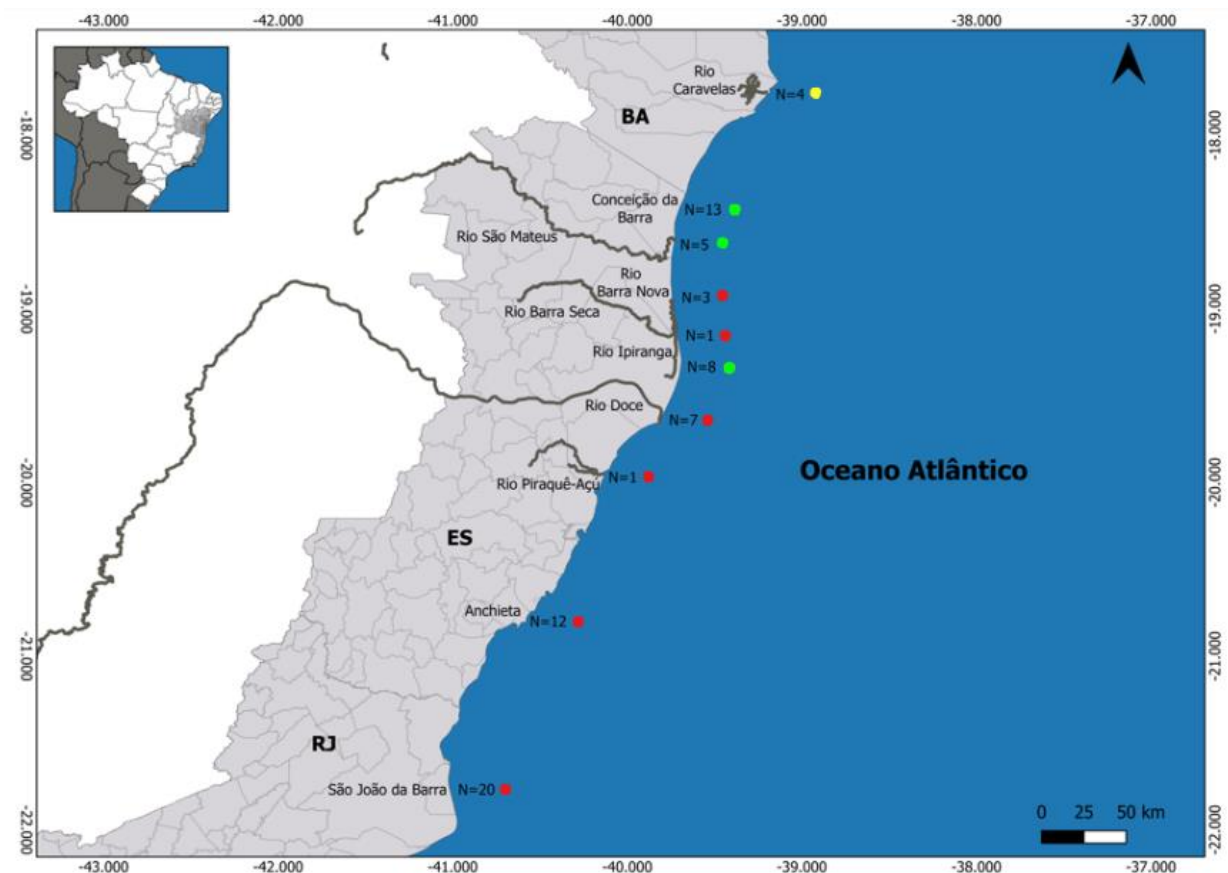 -43.000
-42.000
-41.000
-40.000
-39.000
-38.000
-37.000
Rio
Caravelas
N=4
BA
-18.000
-18.000
Conceição da
Barra
N=13
Rio São Mateus
N=5
Rio
Barra Nova
N=3
-19.000
-19.000
Rio Barra Seca
N=1
Rio Ipiranga
N=8
Rio Doce
N=7
Oceano Atlântico
-20.000
-20.000
Rio Piraquê-Açú
N=1
ES
Anchieta
N=12
-21.000
-21.000
RJ
São João da Barra
N=20
0 25 50 km
-22.000
-22.000
-43.000
-42.000
-41.000
-40.000
-39.000
-38.000
-37.000